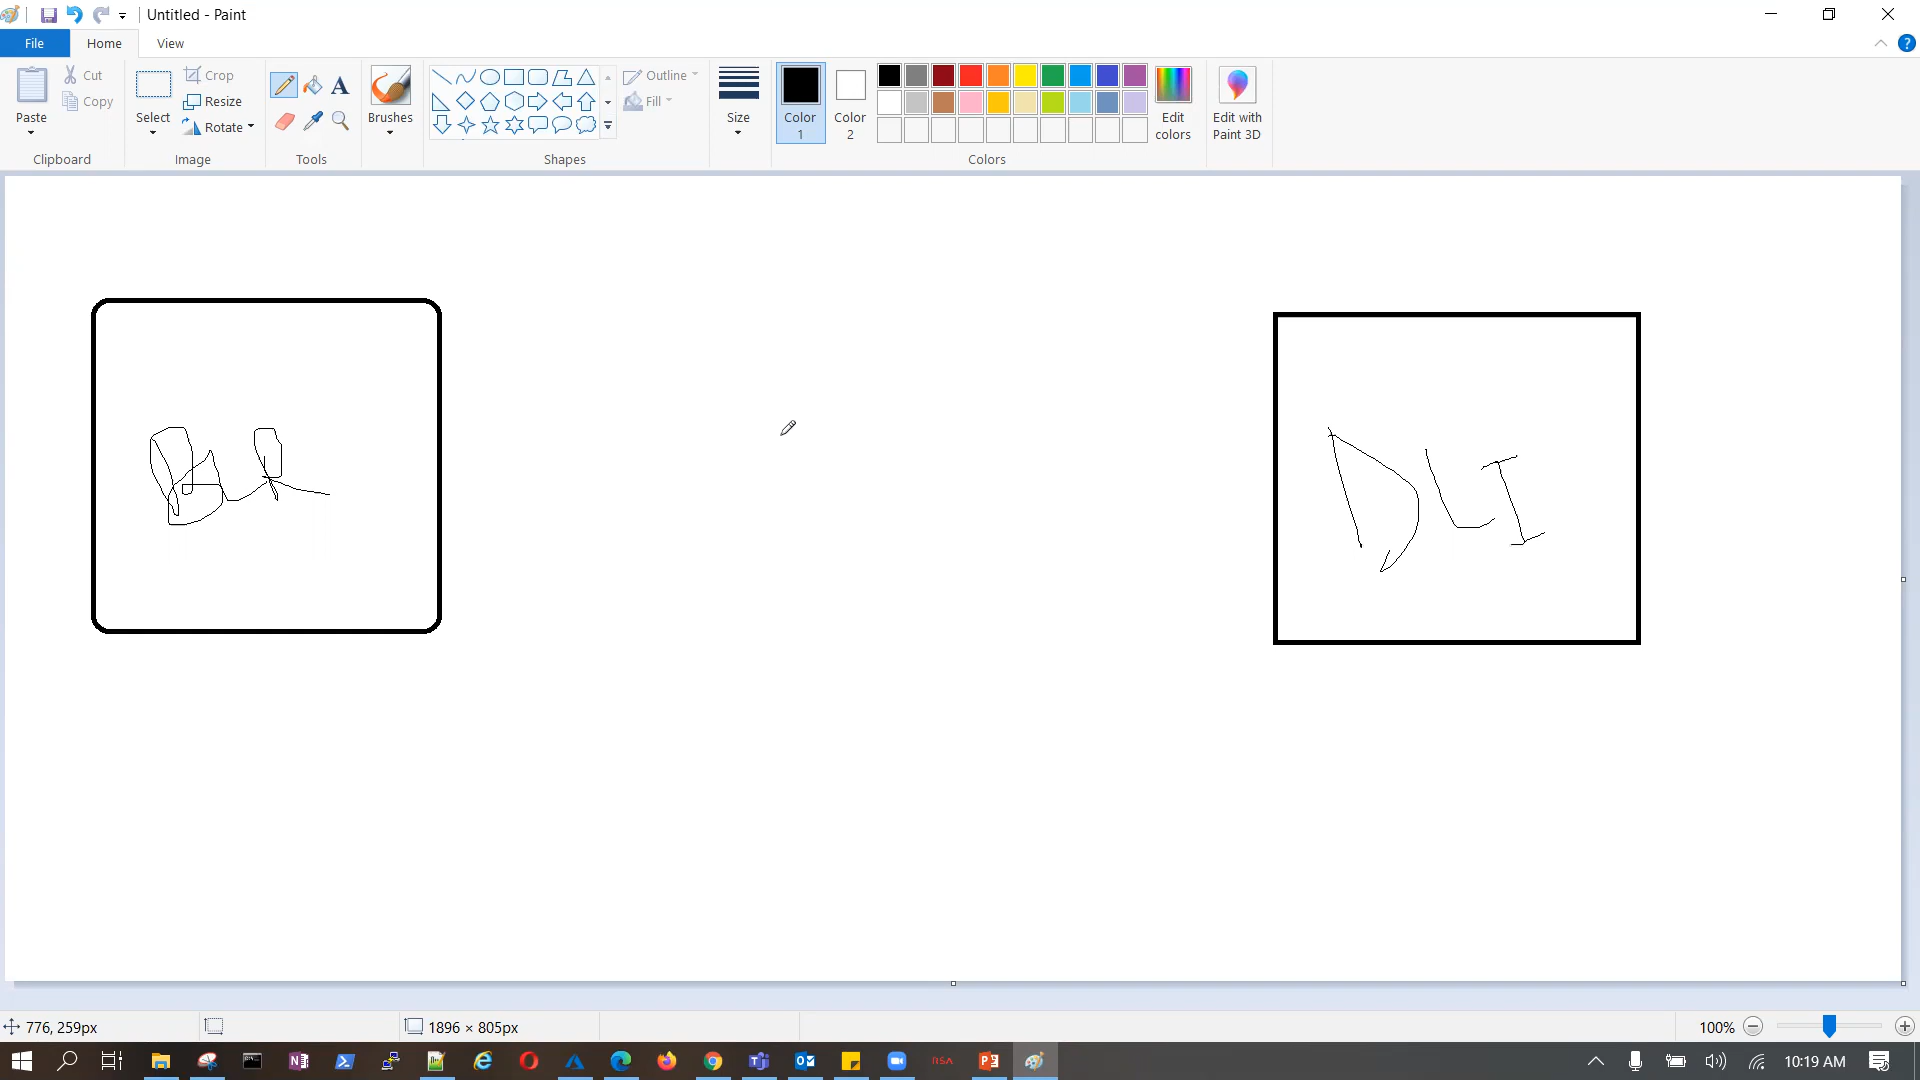 Untitled - Paint
File
Home
View
Paste
Cut
Copy
Clipboard
Select
Crop
Resize
Rotate
Image
A
Tools
Brushes
Outline
Fill
Shapes
Size
Color 1
Color 2
Edit colors
Colors
Edit with Paint 3D
DLI
776, 259px
1896 × 805px
100%
RSA
10:19 AM